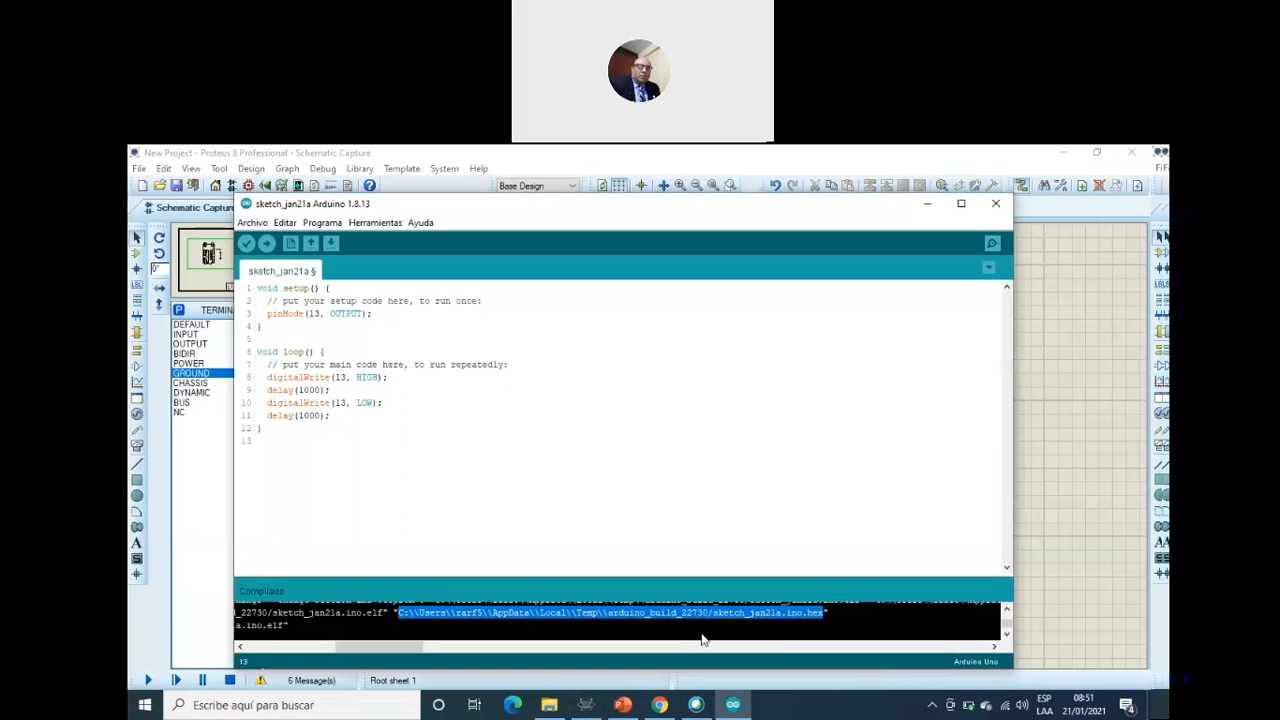 New Project - Proteus 8 Professional - Schematic Capture
File Edit View Tool Design Graph Debug Library Template System Help
Base Design
Schematic Captur
sketch_jan21a Arduino 1.8.13
Archivo Editar Programa Herramientas Ayuda
sketch_jan21a §
0°
P TERMIN
DEFAULT
INPUT
OUTPUT
BIDIR
POWER
GROUND
CHASSIS
DYNAMIC
BUS
NC
1 void setup() {
2 // put your setup code here, to run once:
3 pinMode(13, OUTPUT);
4 }
5
6 void loop() {
7 // put your main code here, to run repeatedly:
8 digitalWrite(13, HIGH);
9 delay(1000);
10 digitalWrite(13, LOW);
11 delay(1000);
12 }
13
Compilado
l_22730/sketch_jan21a.ino.elf" "C:\\Users\\rarf5\\AppData\\Local\\Temp\\arduino_build_22730/sketch_jan21a.ino.hex"
la.ino.elf"
13 Arduino Uno
6 Message(s) Root sheet 1
Escribe aquí para buscar
ESP 08:51
LAA 21/01/2021
4